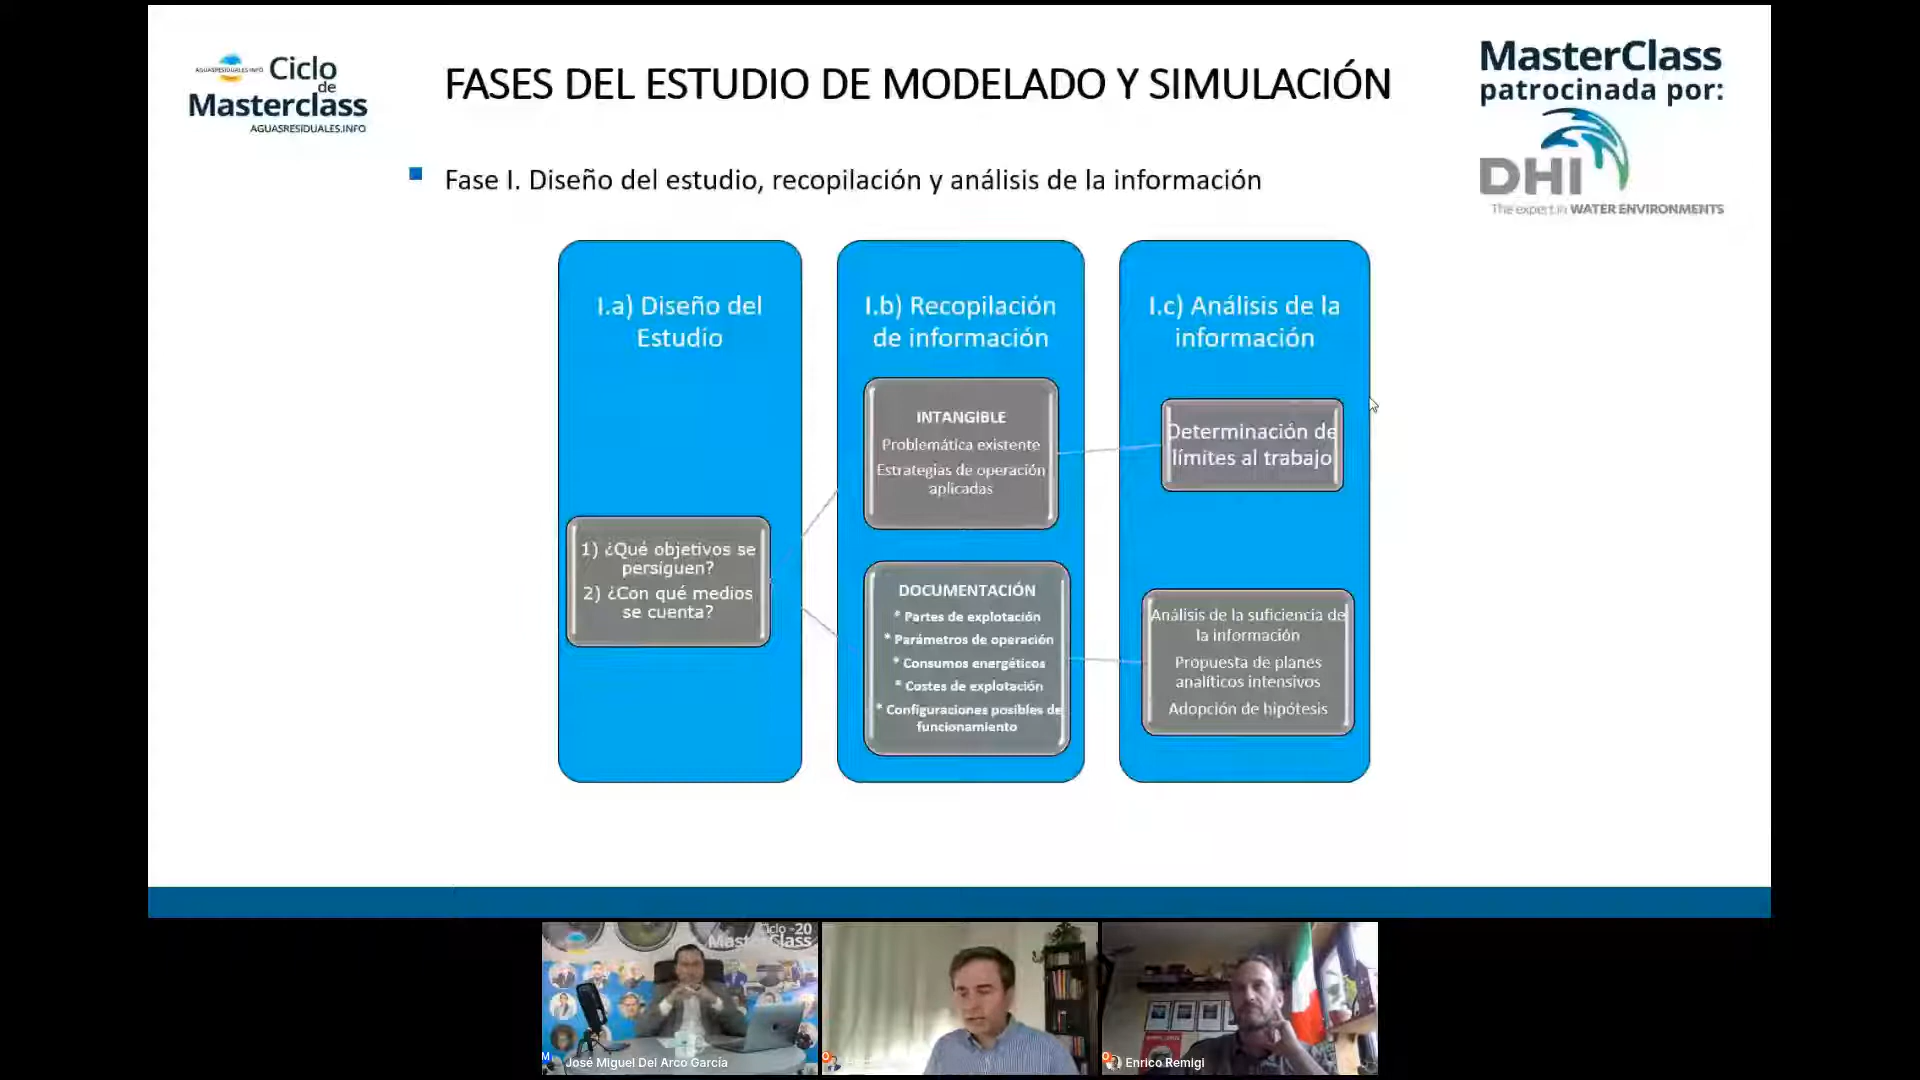 AGUASRESIDUALES.INFO
Ciclo
de
Masterclass
AGUASRESIDUALES.INFO
FASES DEL ESTUDIO DE MODELADO Y SIMULACIÓN
MasterClass
patrocinada por:
DHI
The expert in WATER ENVIRONMENTS
Fase I. Diseño del estudio, recopilación y análisis de la información
I.a) Diseño del
Estudio
1) ¿Qué objetivos se
persiguen?
2) ¿Con qué medios
se cuenta?
I.b) Recopilación
de información
INTANGIBLE
Problemática existente
Estrategias de operación
aplicadas
DOCUMENTACIÓN
* Partes de explotación
* Parámetros de operación
* Consumos energéticos
* Costes de explotación
* Configuraciones posibles de
funcionamiento
I.c) Análisis de la
información
Determinación de
límites al trabajo
Análisis de la suficiencia de
la información
Propuesta de planes
analíticos intensivos
Adopción de hipótesis
Ciclo -20
MasterClass
José Miguel Del Arco García
Enrico Remigi